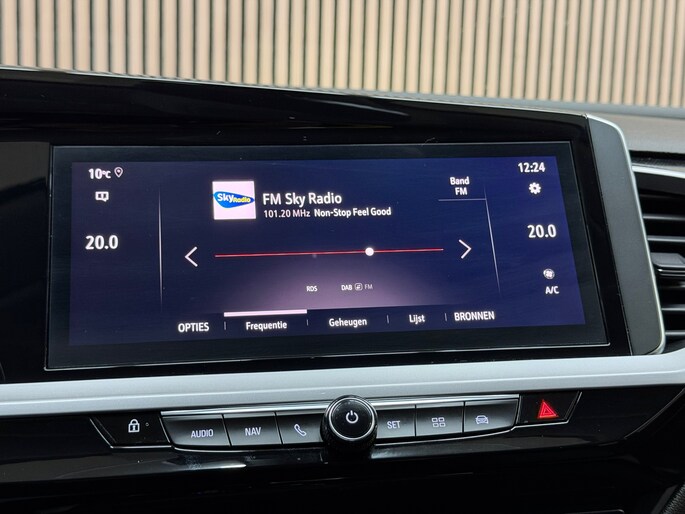 10°C
12:24
Sky Radio
FM Sky Radio
101.20 MHz Non-Stop Feel Good
Band
FM
20.0
20.0
RDS
DAB FM
A/C
OPTIES
Frequentie
Geheugen
Lijst
BRONNEN
AUDIO
NAV
SET